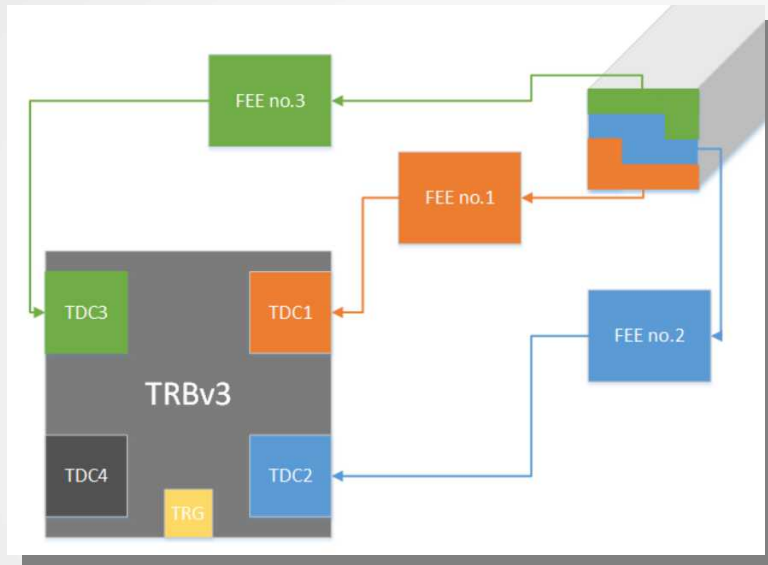 FEE no.3
FEE no.1
TDC3
TDC1
FEE no.2
TRBv3
TDC4
TDC2
TRG